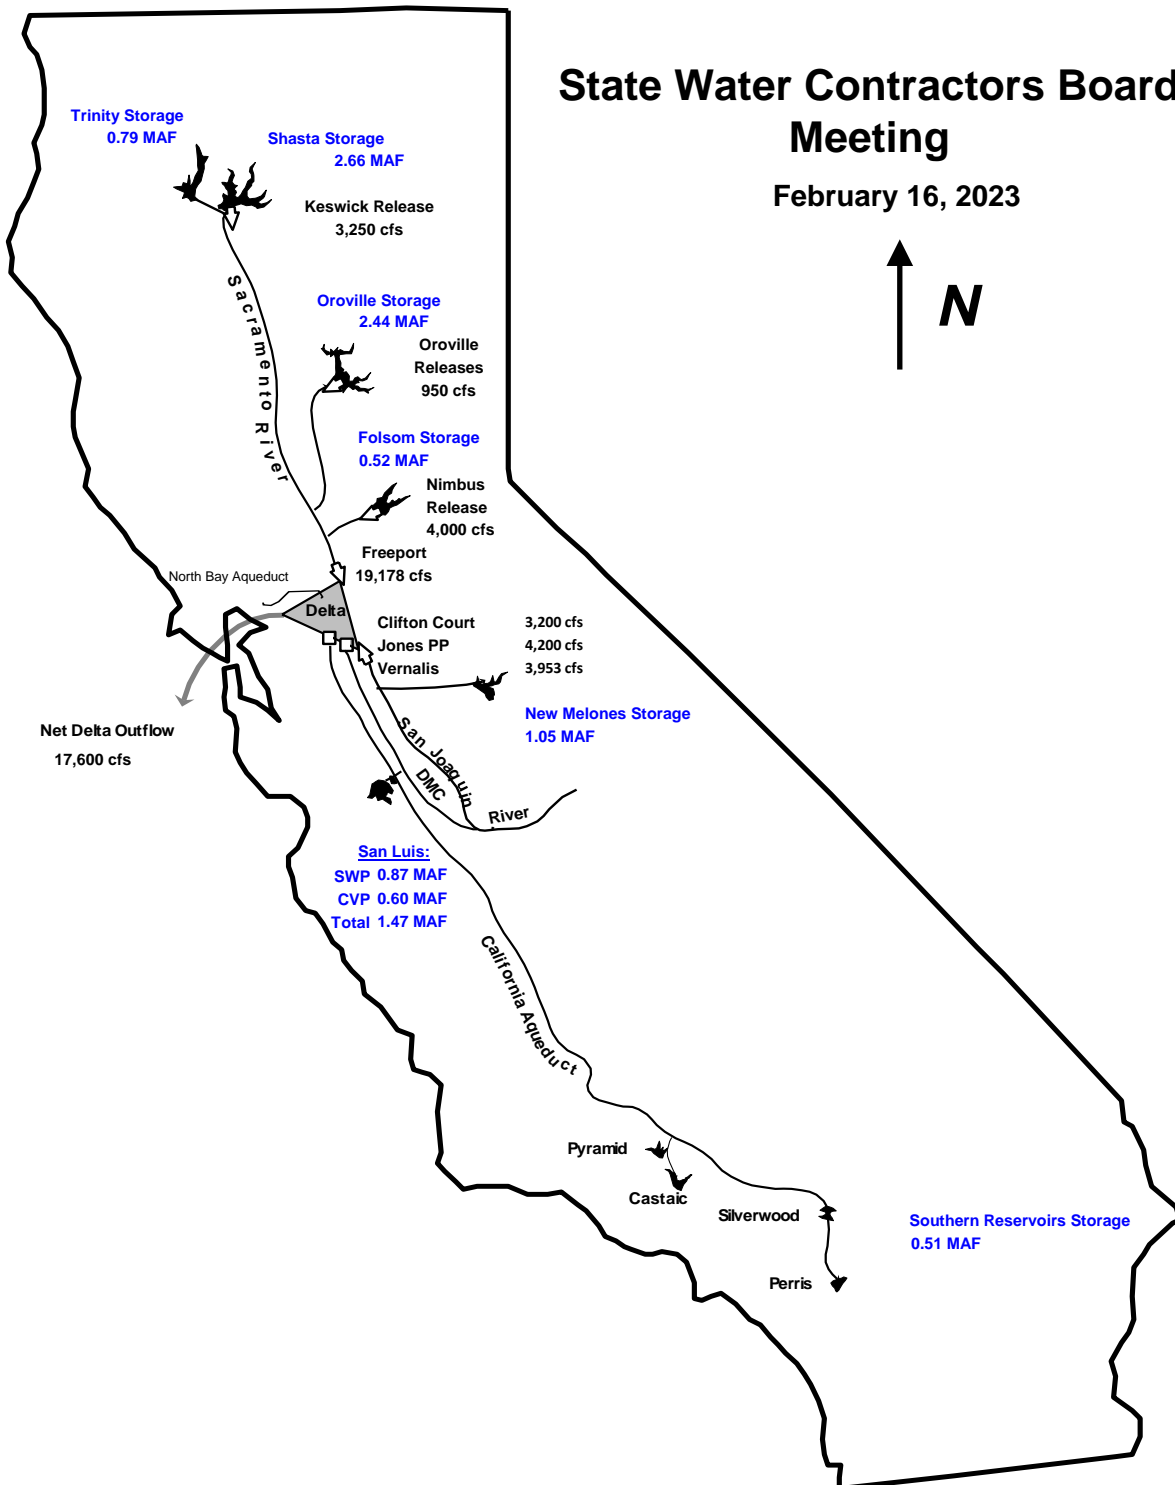 State Water Contractors Board
Meeting
February 16, 2023
N
Trinity Storage
0.79 MAF
Shasta Storage
2.66 MAF
Keswick Release
3,250 cfs
Sacramento River
Oroville Storage
2.44 MAF
Oroville
Releases
950 cfs
Folsom Storage
0.52 MAF
Nimbus
Release
4,000 cfs
Freeport
19,178 cfs
North Bay Aqueduct
Delta
Clifton Court 3,200 cfs
Jones PP 4,200 cfs
Vernalis 3,953 cfs
New Melones Storage
1.05 MAF
Net Delta Outflow
17,600 cfs
San Joaquin River
DMC
San Luis:
SWP 0.87 MAF
CVP 0.60 MAF
Total 1.47 MAF
California Aqueduct
Pyramid
Castaic
Silverwood
Southern Reservoirs Storage
0.51 MAF
Perris